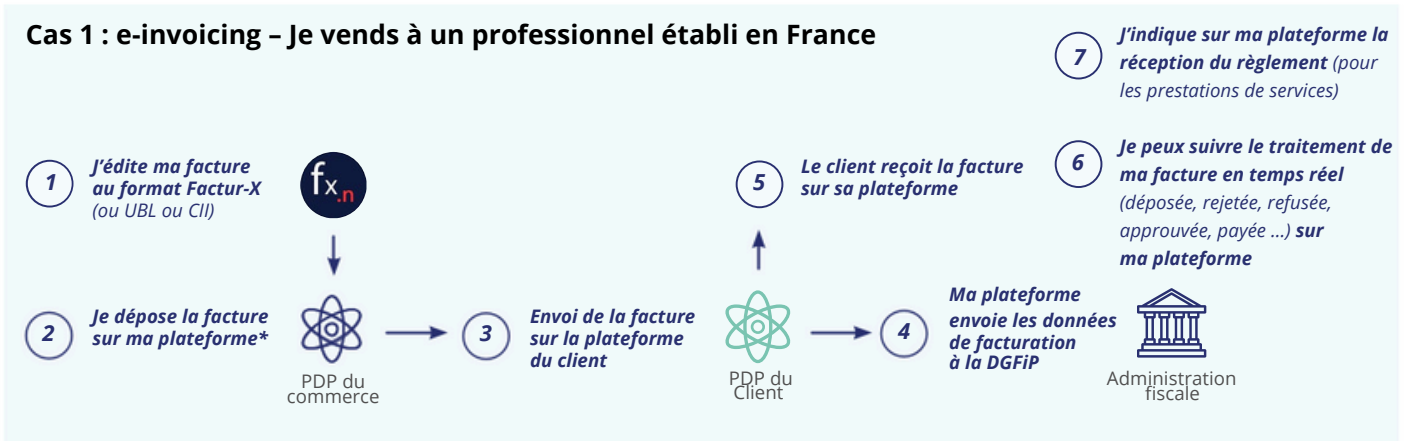 Cas 1 : e-invoicing – Je vends à un professionnel établi en France
1
J’édite ma facture
au format Factur-X
(ou UBL ou CII)
fx.n
2
Je dépose la facture
sur ma plateforme*
PDP du
commerce
3
Envoi de la facture
sur la plateforme
du client
PDP du
Client
4
Ma plateforme
envoie les données
de facturation
à la DGFiP
Administration
fiscale
5
Le client reçoit la facture
sur sa plateforme
6
Je peux suivre le traitement de
ma facture en temps réel
(déposée, rejetée, refusée,
approuvée, payée ...) sur
ma plateforme
7
J’indique sur ma plateforme la
réception du règlement (pour
les prestations de services)